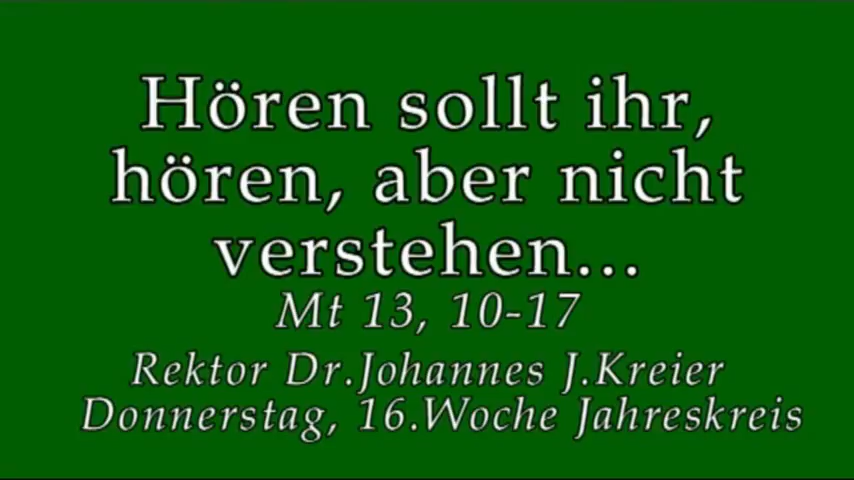 Hören sollt ihr,
hören, aber nicht
verstehen...
Mt 13, 10-17
Rektor Dr.Johannes J.Kreier
Donnerstag, 16.Woche Jahreskreis